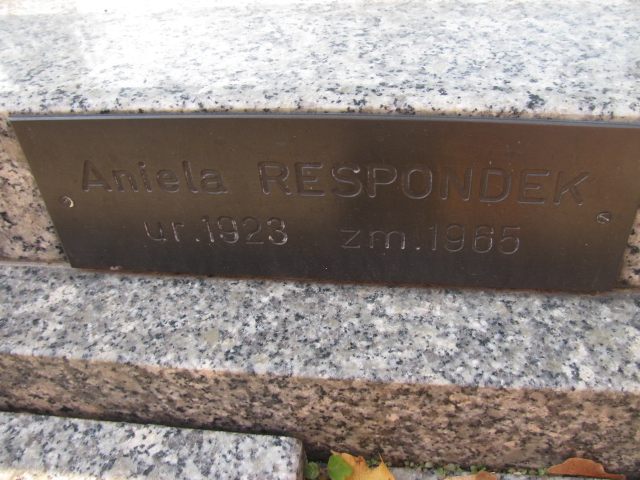 Aniela RESPONDEK
ur.1923 zm.1965